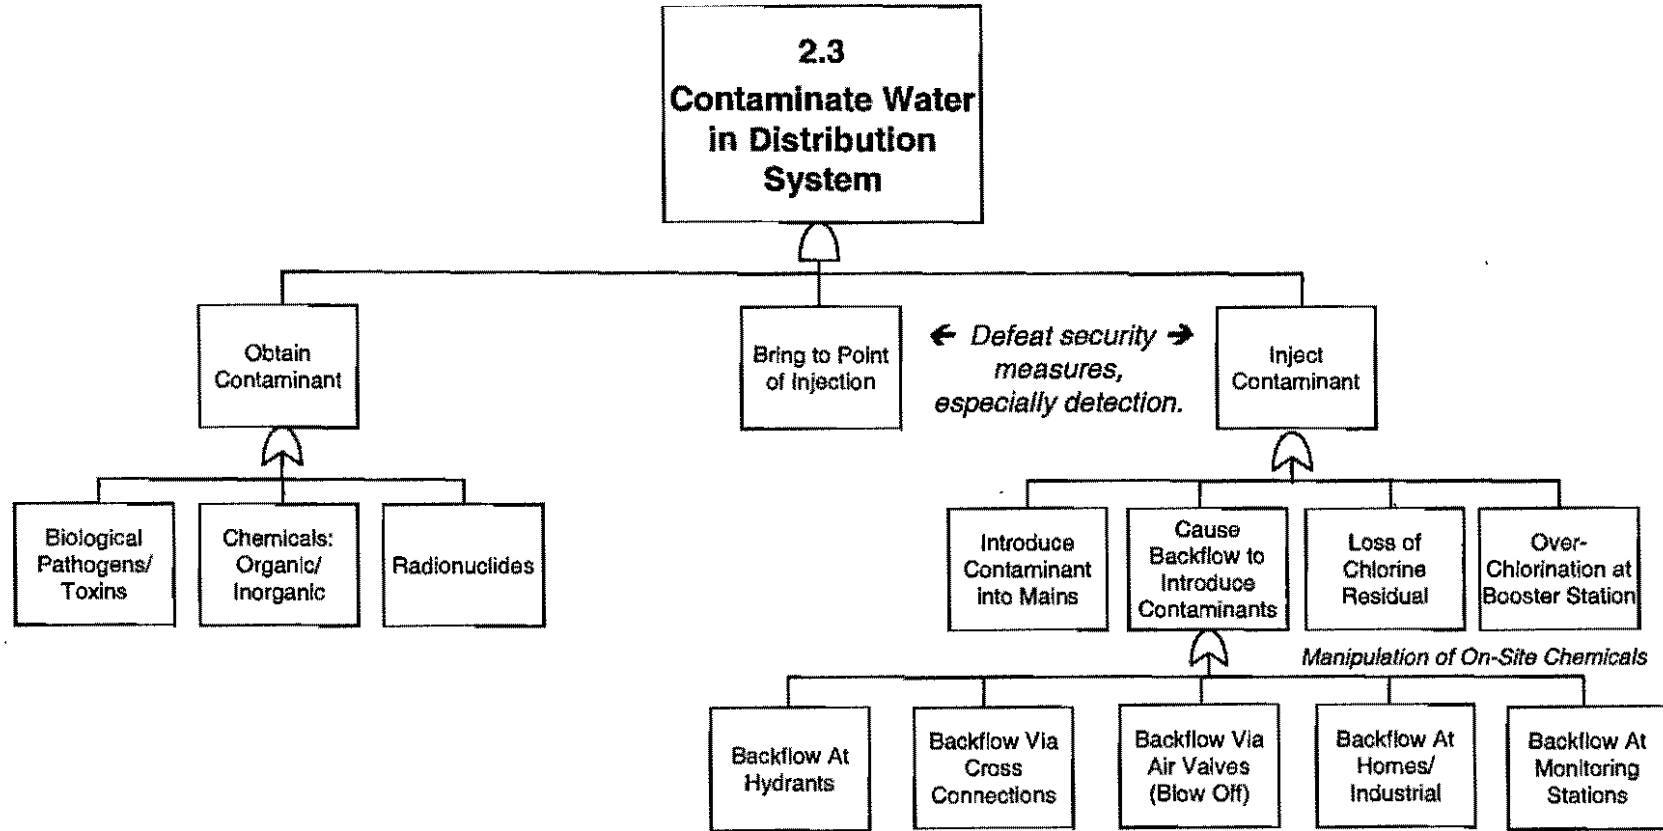 2.3
Contaminate Water
in Distribution
System
Obtain
Contaminant
Bring to Point
of Injection
← Defeat security →
measures,
especially detection.
Inject
Contaminant
Biological
Pathogens/
Toxins
Chemicals:
Organic/
Inorganic
Radionuclides
Introduce
Contaminant
into Mains
Cause
Backflow to
Introduce
Contaminants
Loss of
Chlorine
Residual
Over-
Chlorination at
Booster Station
Manipulation of On-Site Chemicals
Backflow At
Hydrants
Backflow Via
Cross
Connections
Backflow Via
Air Valves
(Blow Off)
Backflow At
Homes/
Industrial
Backflow At
Monitoring
Stations